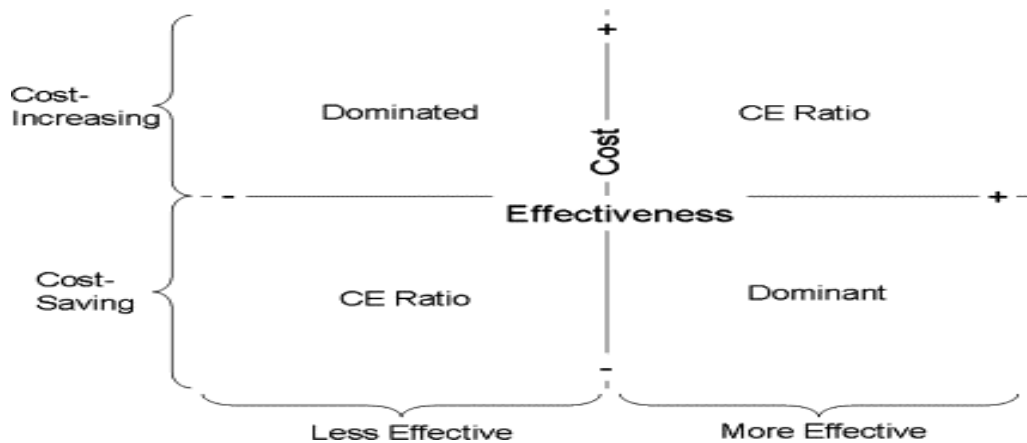 +
Cost-
Increasing
Dominated
CE Ratio
Cost
-
+
Effectiveness
Cost-
Saving
CE Ratio
Dominant
-
Less Effective
More Effective